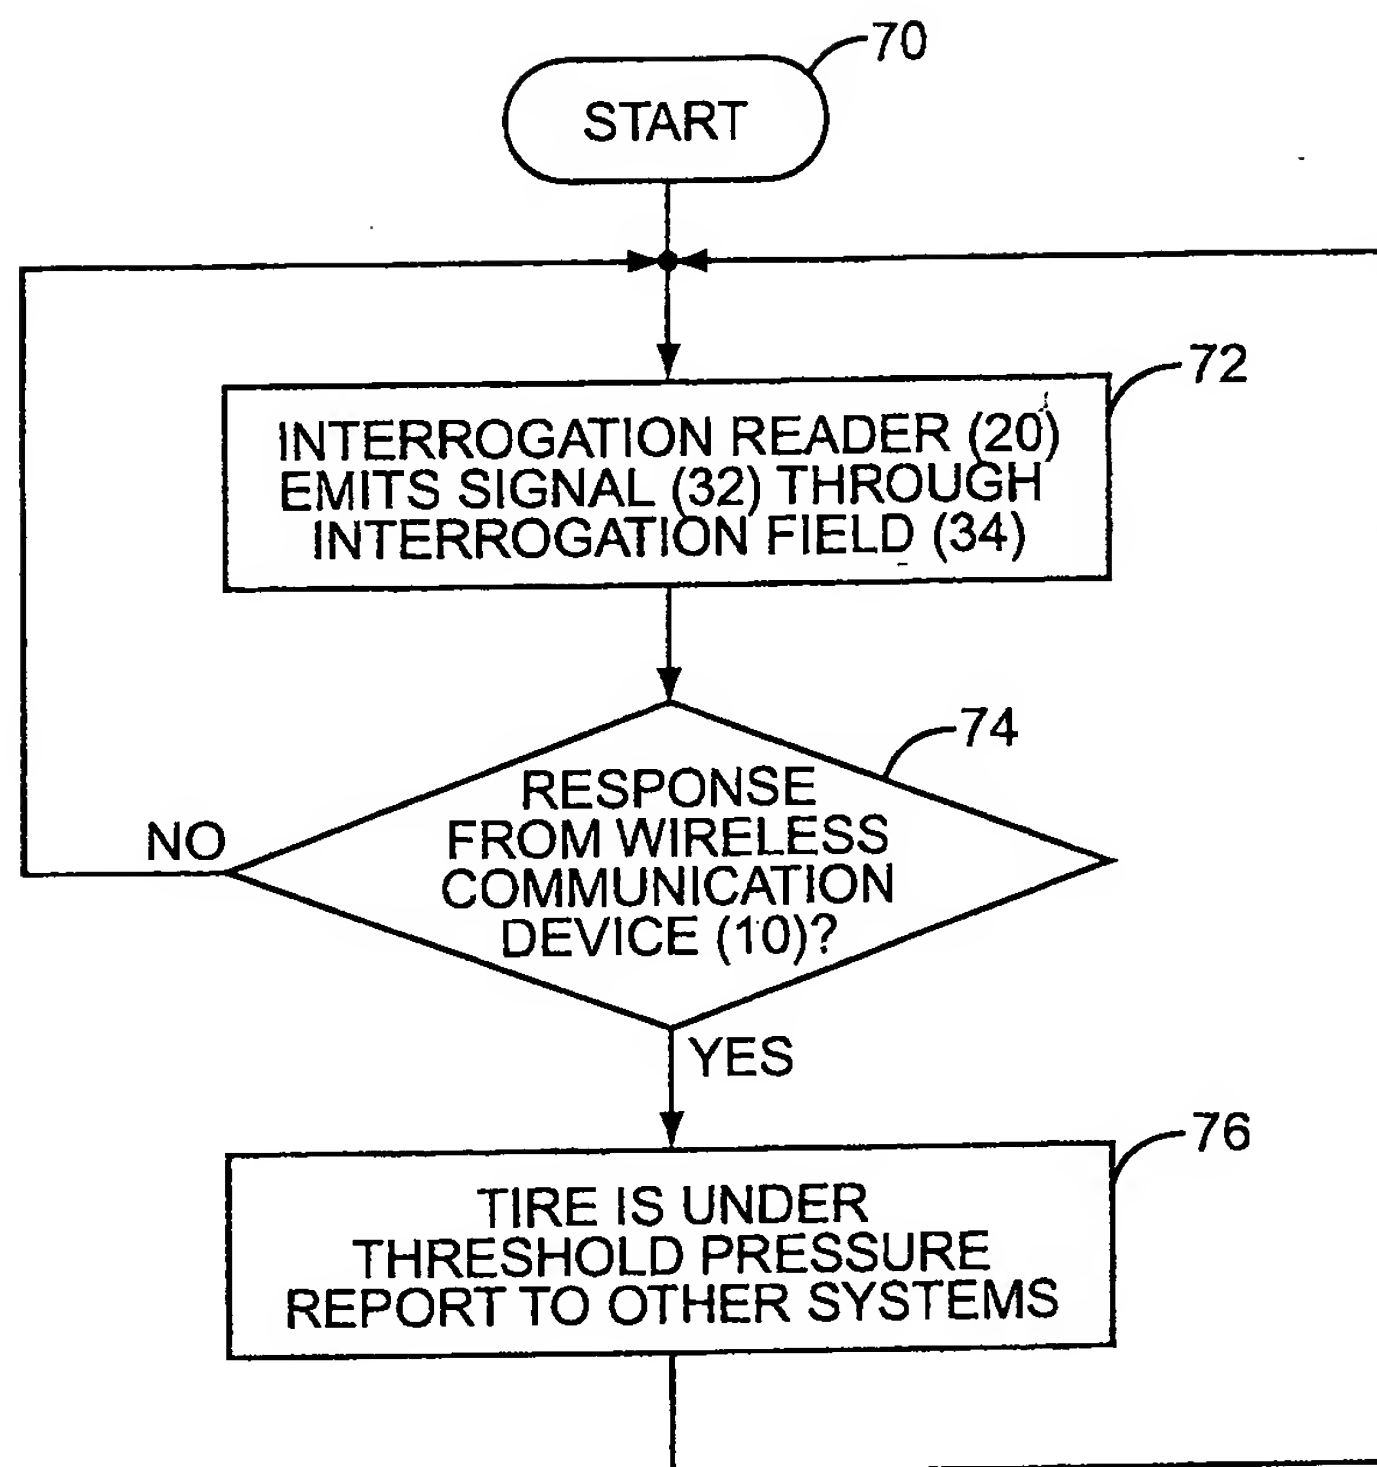 70
START
72
INTERROGATION READER (20)
EMITS SIGNAL (32) THROUGH
INTERROGATION FIELD (34)
74
RESPONSE
FROM WIRELESS
COMMUNICATION
DEVICE (10)?
NO
YES
76
TIRE IS UNDER
THRESHOLD PRESSURE
REPORT TO OTHER SYSTEMS